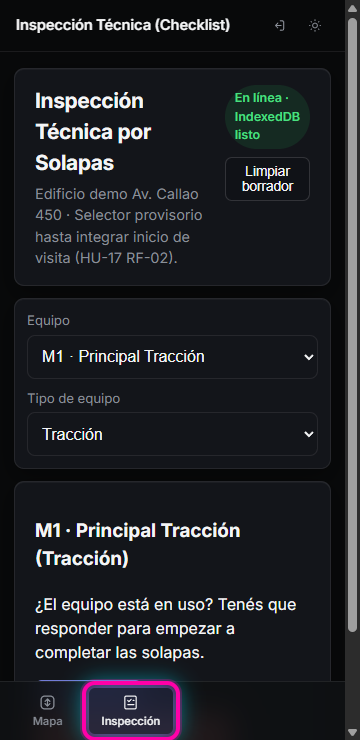 Inspección Técnica (Checklist)
Inspección
Técnica por
Solapas
En línea ·
IndexedDB
listo
Limpiar
borrador
Edificio demo Av. Callao
450 · Selector provisorio
hasta integrar inicio de
visita (HU-17 RF-02).
Equipo
M1 · Principal Tracción
Tipo de equipo
Tracción
M1 · Principal Tracción
(Tracción)
¿El equipo está en uso? Tenés que
responder para empezar a
completar las solapas.
Mapa
Inspección